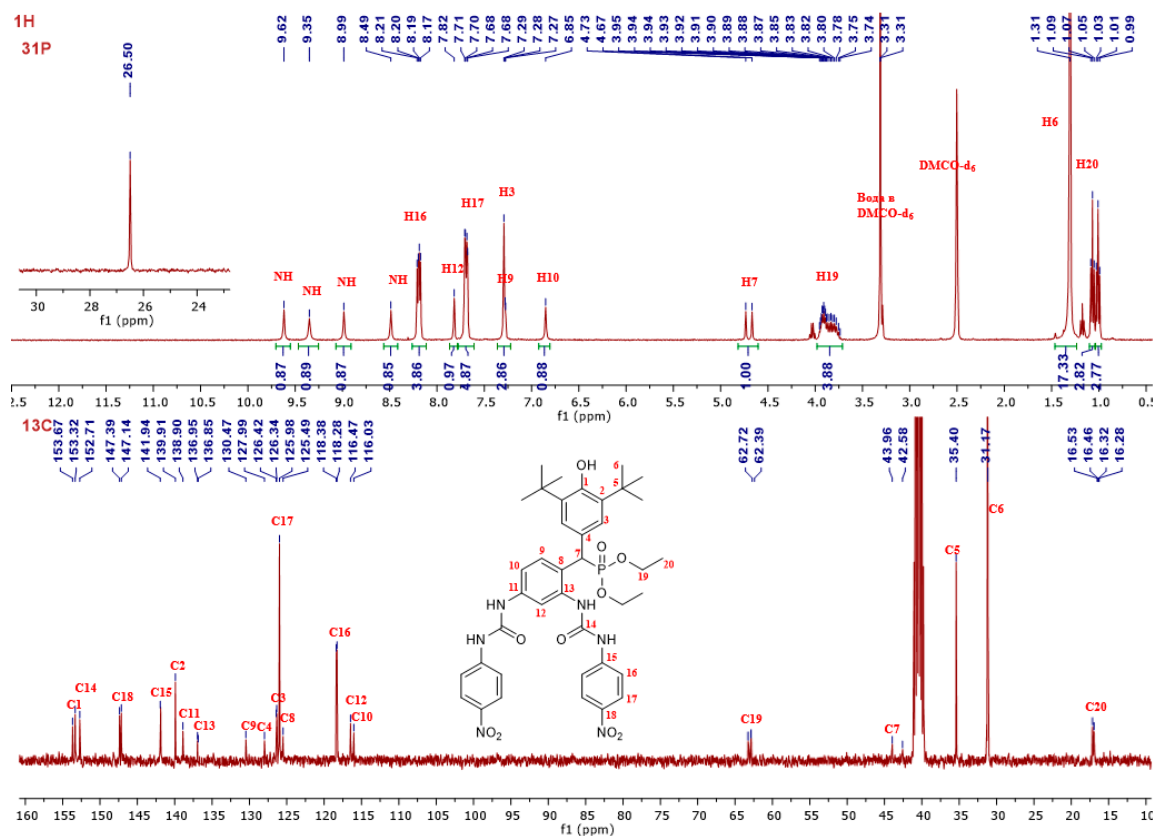 1H
31P
26.50
9.62 9.35 8.99 8.49 8.21 8.20 8.19 8.17 7.82 7.71 7.70 7.68 7.68 7.29 7.28 7.27 6.85 4.73 4.67 3.95 3.94 3.94 3.93 3.92 3.91 3.90 3.89 3.88 3.87 3.85 3.83 3.82 3.80 3.78 3.75 3.74 3.31 3.31 1.31 1.09 1.07 1.05 1.03 1.01 0.99
NH NH NH NH H16 H12 H17 H3 H9 H10 H7 H19 H6 H20
Вода в
DMCO-d6
DMCO-d6
30 28 26 24
f1 (ppm)
0.87 0.89 0.87 0.85 3.86 0.97 4.87 2.86 0.88 1.00 3.88 17.33 2.82 2.77
2.5 11.5 10.5 9.5 9.0 8.5 8.0 7.5 7.0 6.5 6.0 5.5 5.0 4.5 4.0 3.5 3.0 2.5 2.0 1.5 1.0 0.5
f1 (ppm)
13C
153.67 153.32 152.71 147.39 147.14 141.94 139.91 138.90 136.95 136.85 130.47 127.99 126.42 126.34 125.98 125.49 118.38 118.28 116.47 116.03 62.72 62.39 43.96 42.58 35.40 31.17 16.53 16.46 16.32 16.28
C1 C14 C18 C15 C2 C11 C13 C9 C4 C3 C17 C8 C16 C12 C10 C19 C7 C5 C6 C20
OH
6
1
5
2
3
4
9
7
O
O
20
10
8
P
19
11
13
O
12
HN
NH
14
HN
O
O
NH
15
16
17
18
NO2
NO2
160 155 150 145 140 135 130 125 120 115 110 105 100 95 90 85 80 75 70 65 60 55 50 45 40 35 30 25 20 15 10
f1 (ppm)